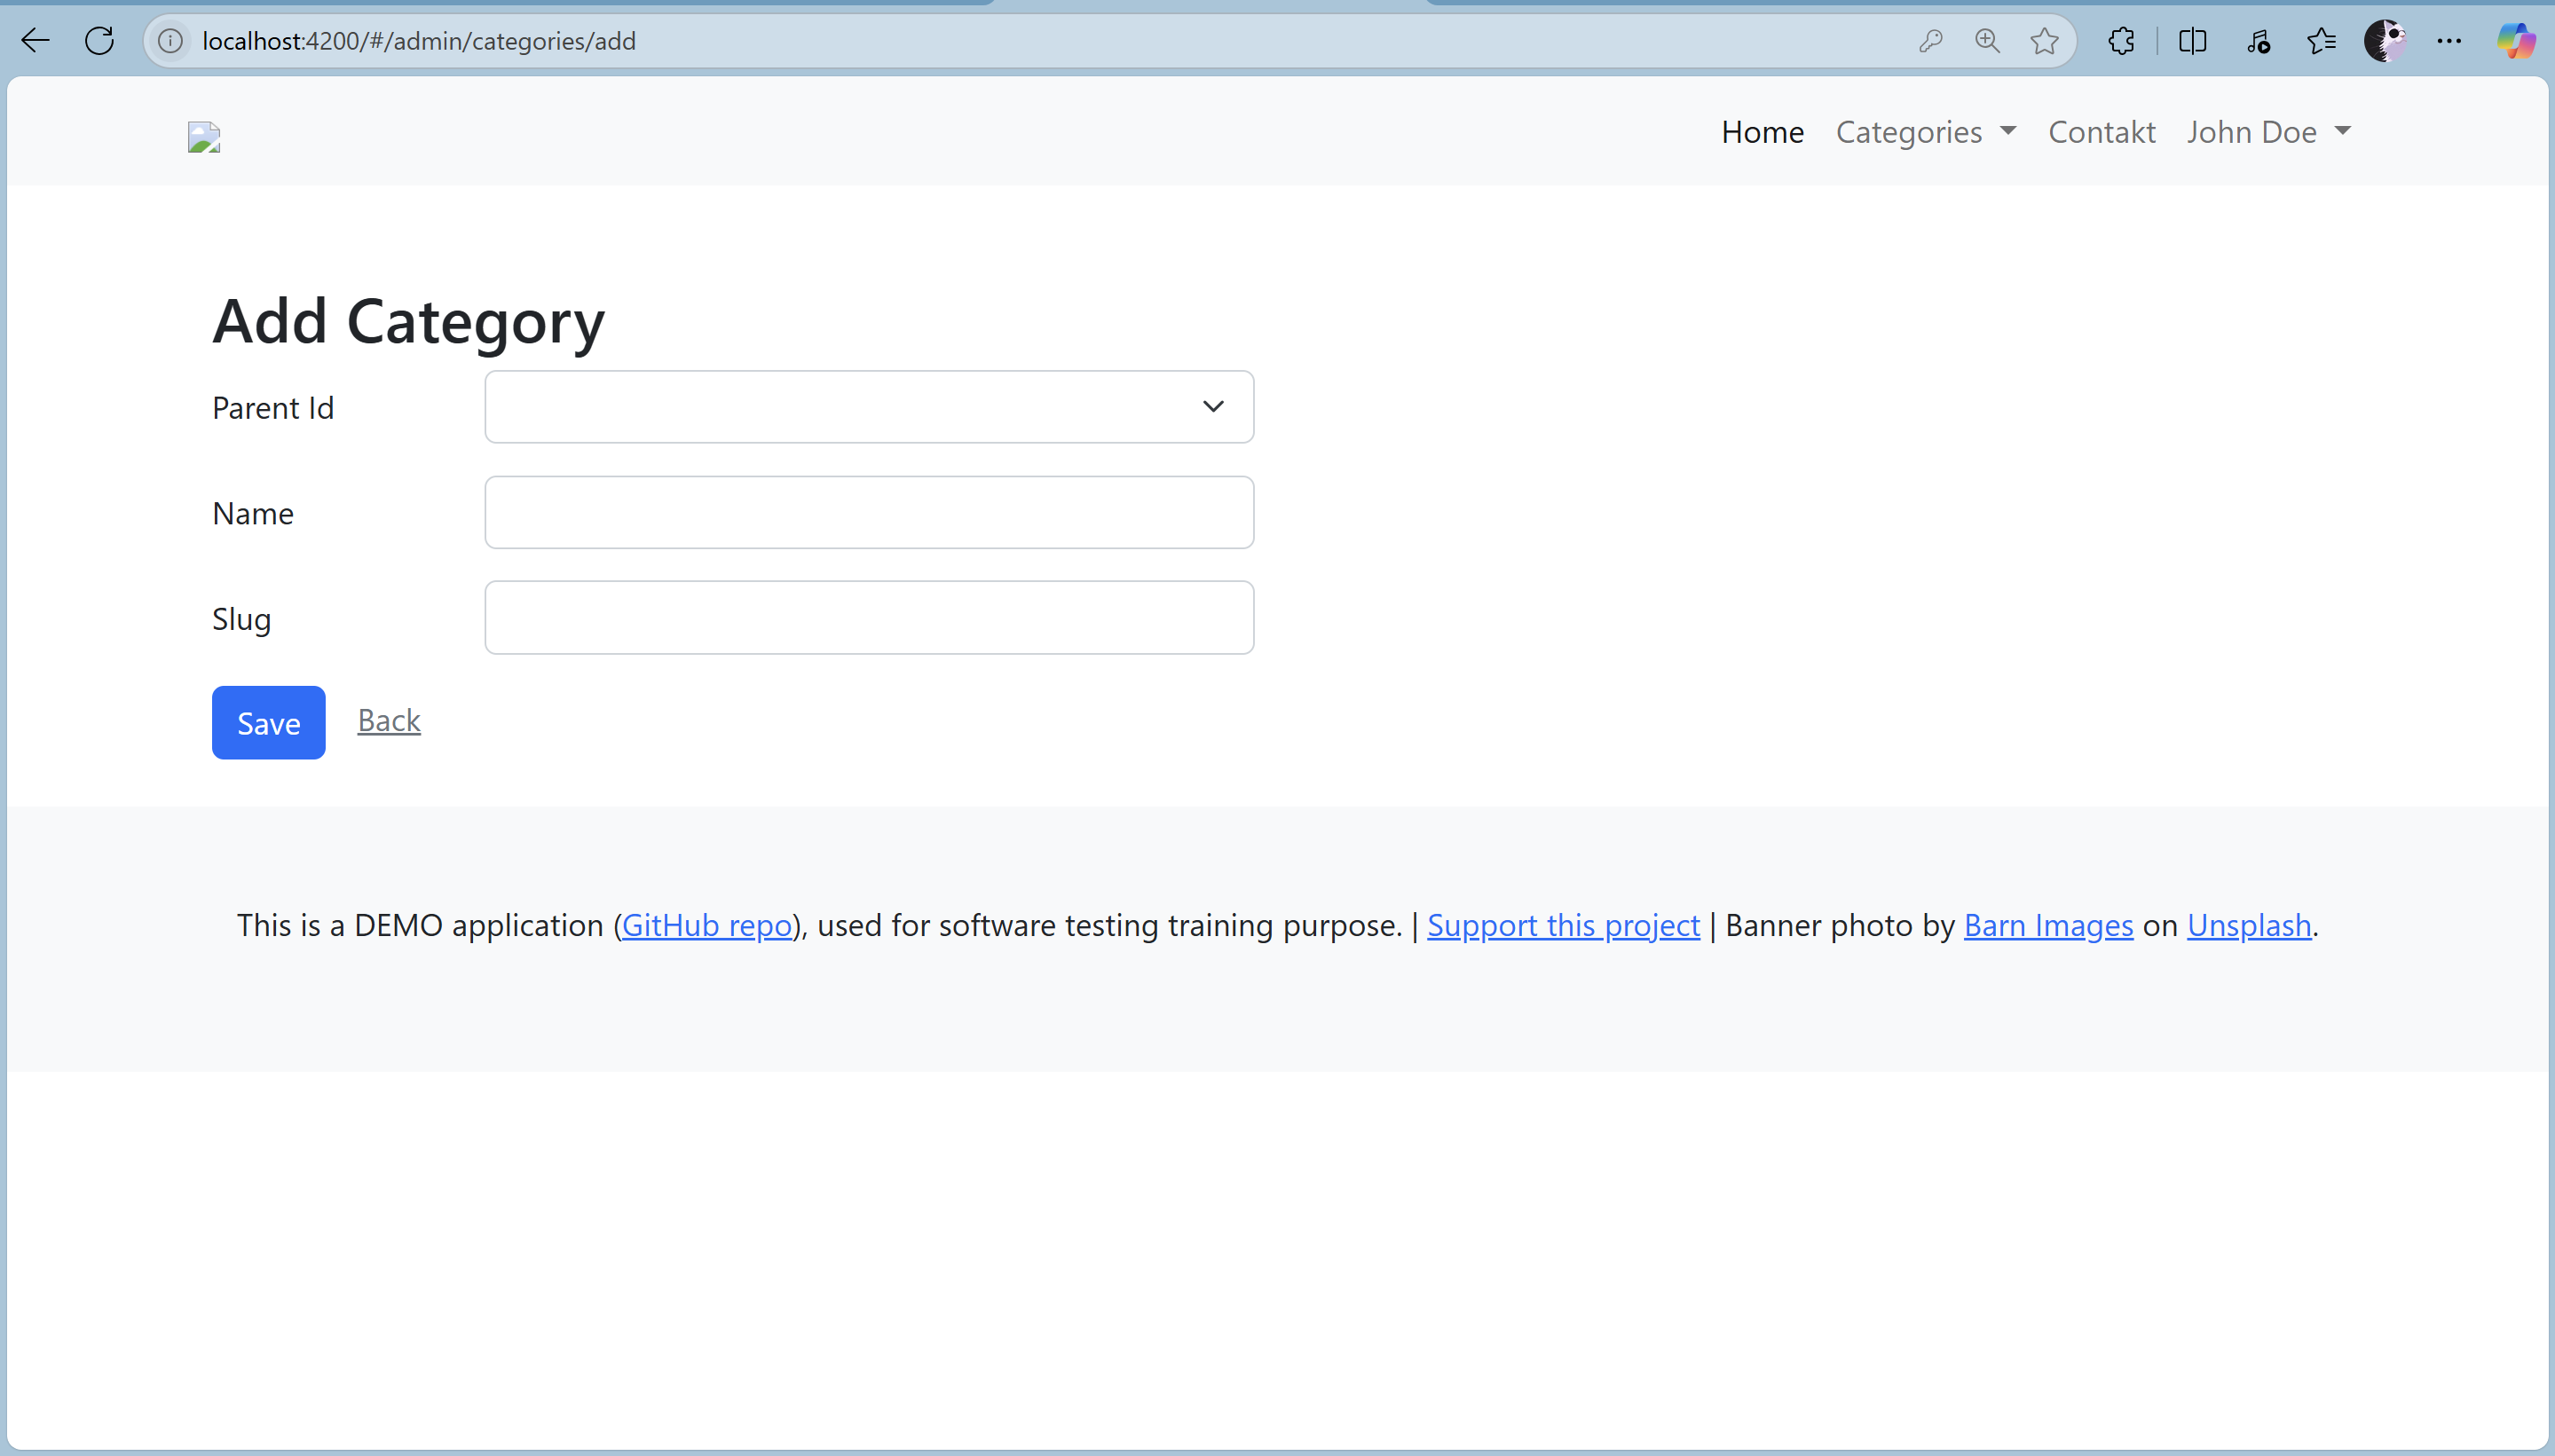 localhost:4200/#/admin/categories/add
Home Categories Contakt John Doe
Add Category
Parent Id
Name
Slug
Save Back
This is a DEMO application (GitHub repo), used for software testing training purpose. | Support this project | Banner photo by Barn Images on Unsplash.